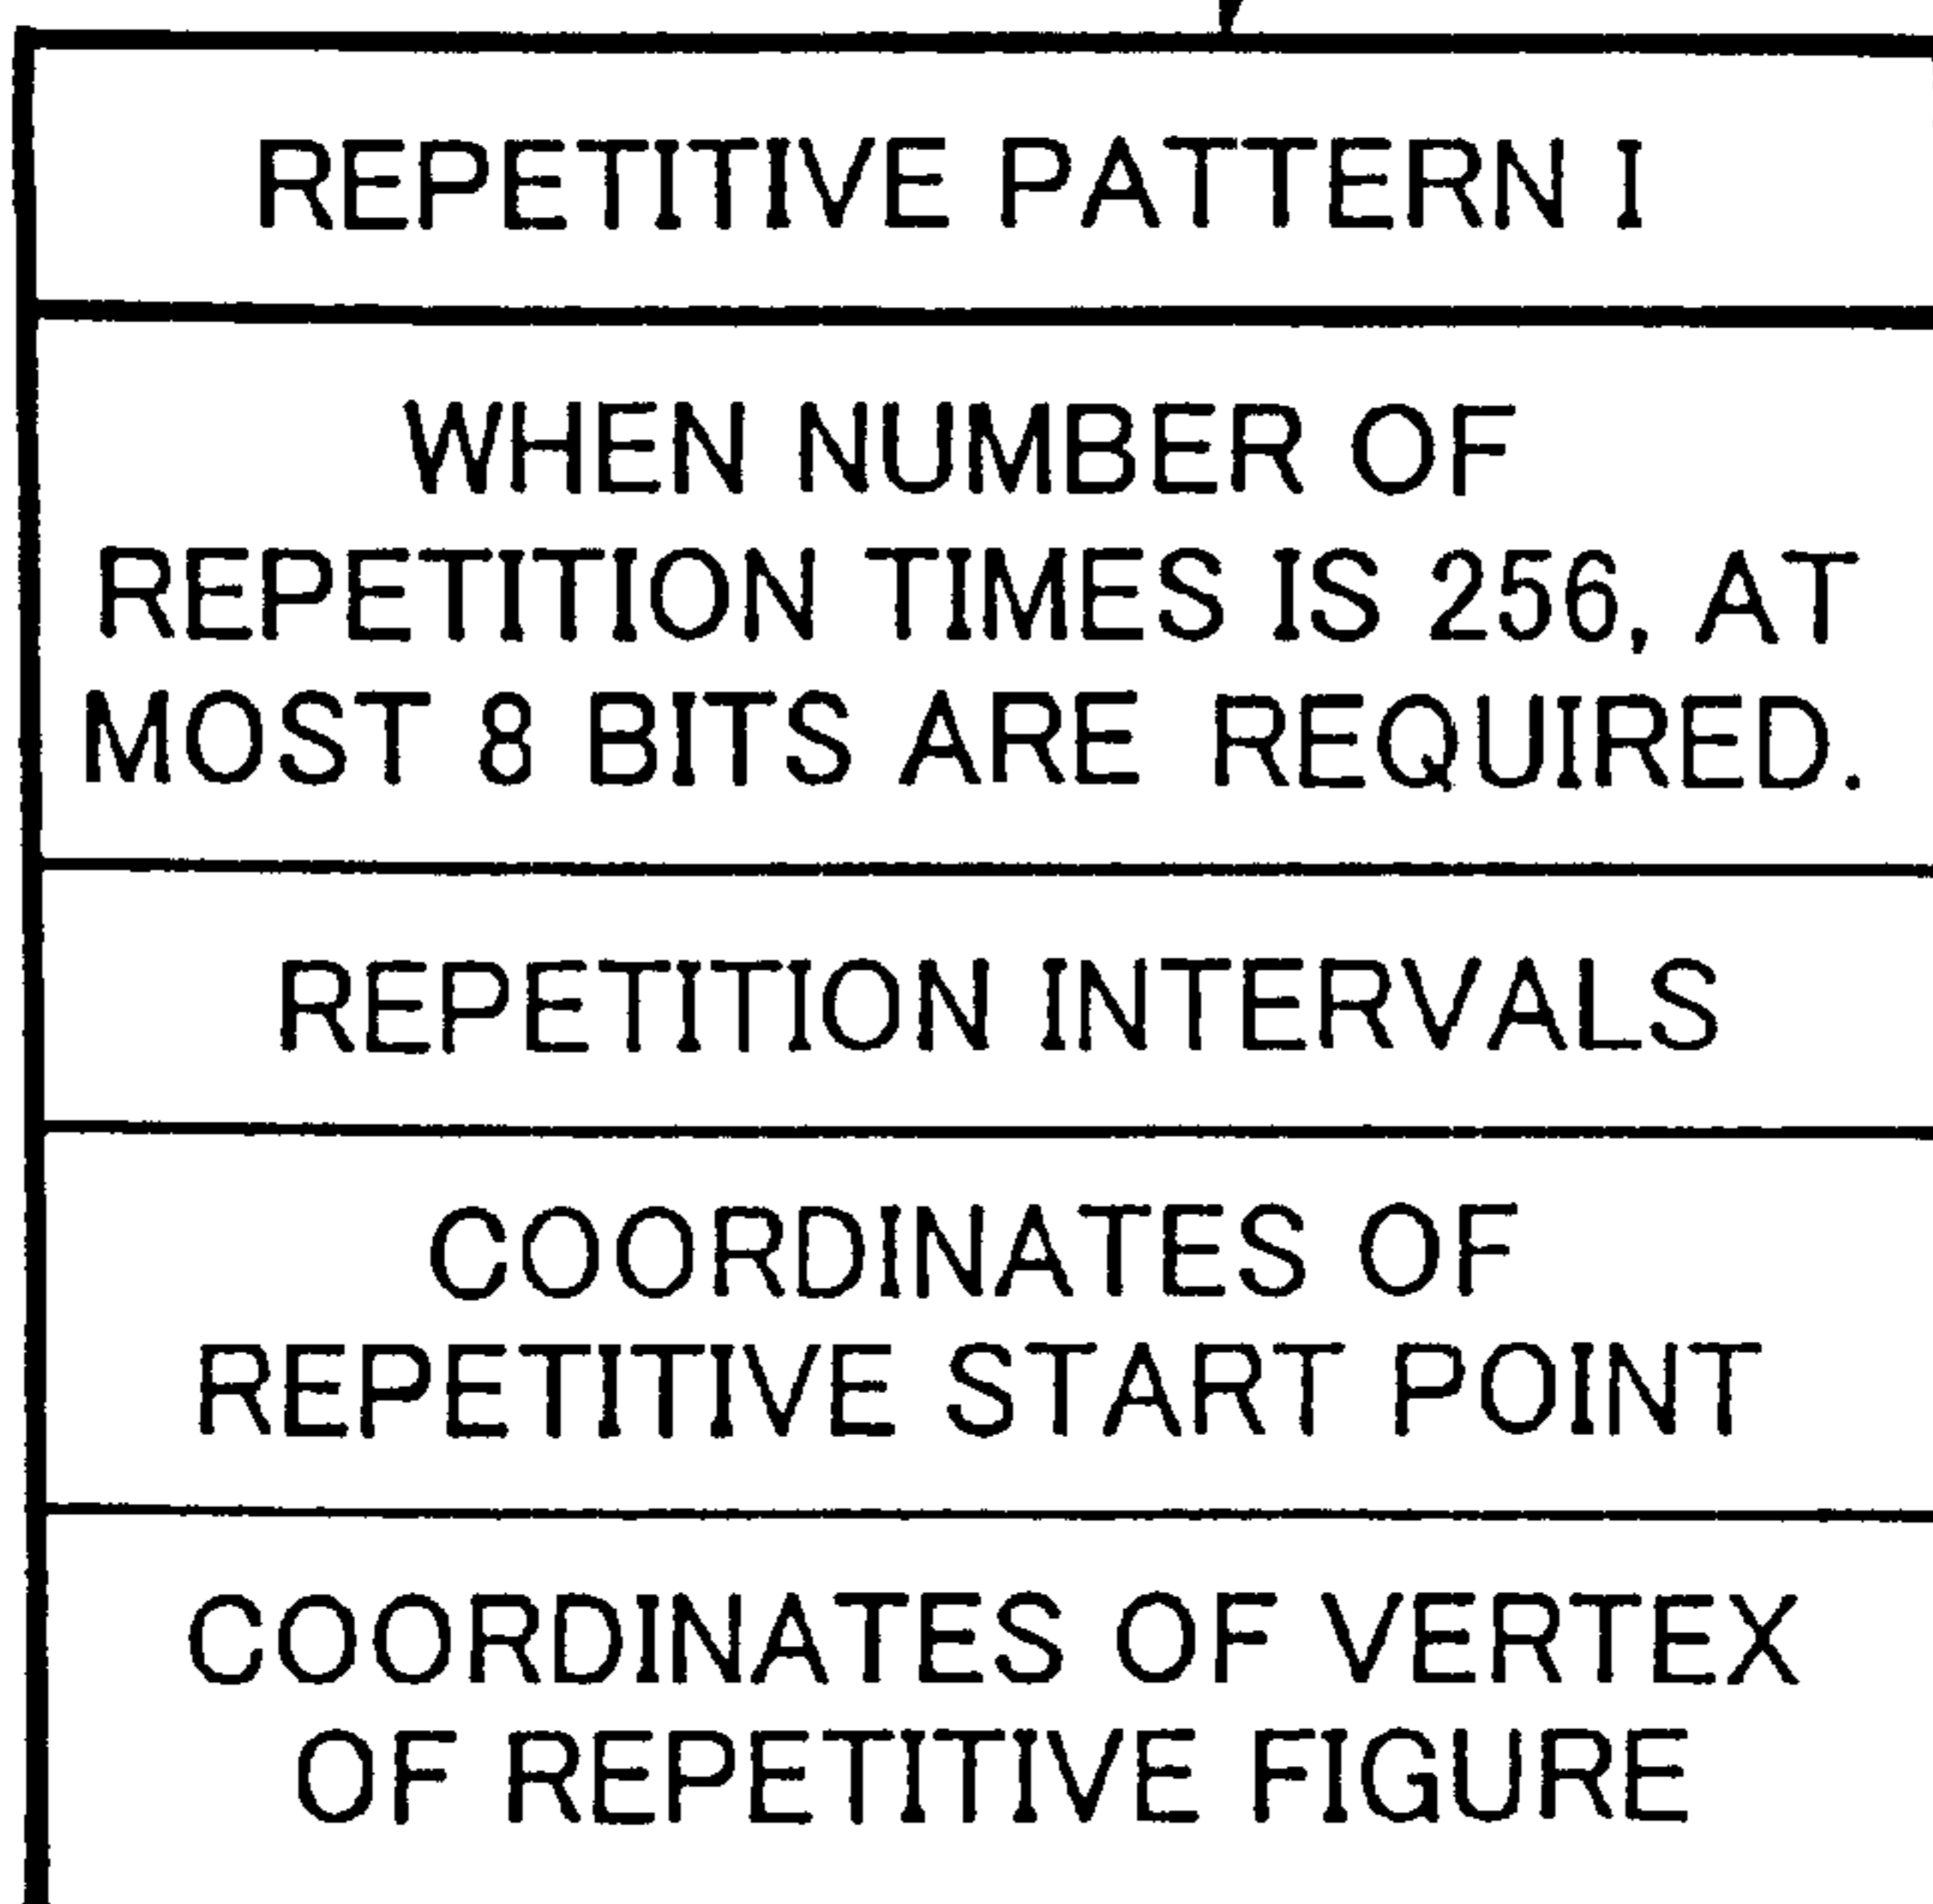 REPETITIVE PATTERN I
WHEN NUMBER OF
REPETITION TIMES IS 256, AT
MOST 8 BITS ARE REQUIRED.
REPETITION INTERVALS
COORDINATES OF
REPETITIVE START POINT
COORDINATES OF VERTEX
OF REPETITIVE FIGURE